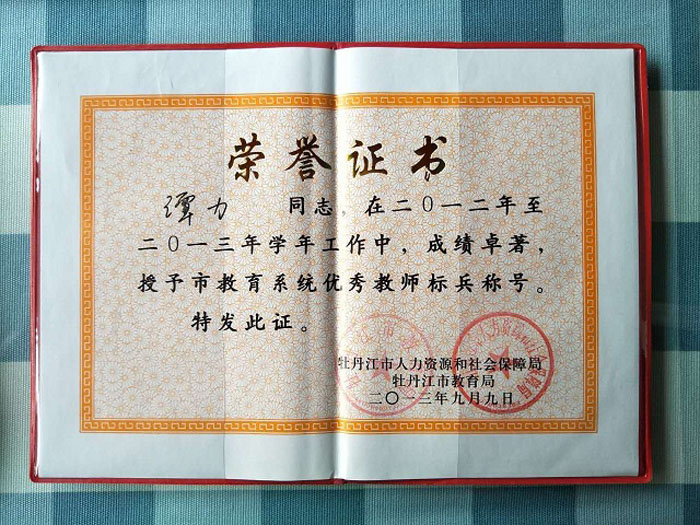 荣誉证书
谭力 同志，在二〇一二年至
二〇一三年学年工作中，成绩卓著，
授予市教育系统优秀教师标兵称号。
特发此证。
牡丹江市人力资源和社会保障局
牡丹江市教育局
二〇一三年九月九日